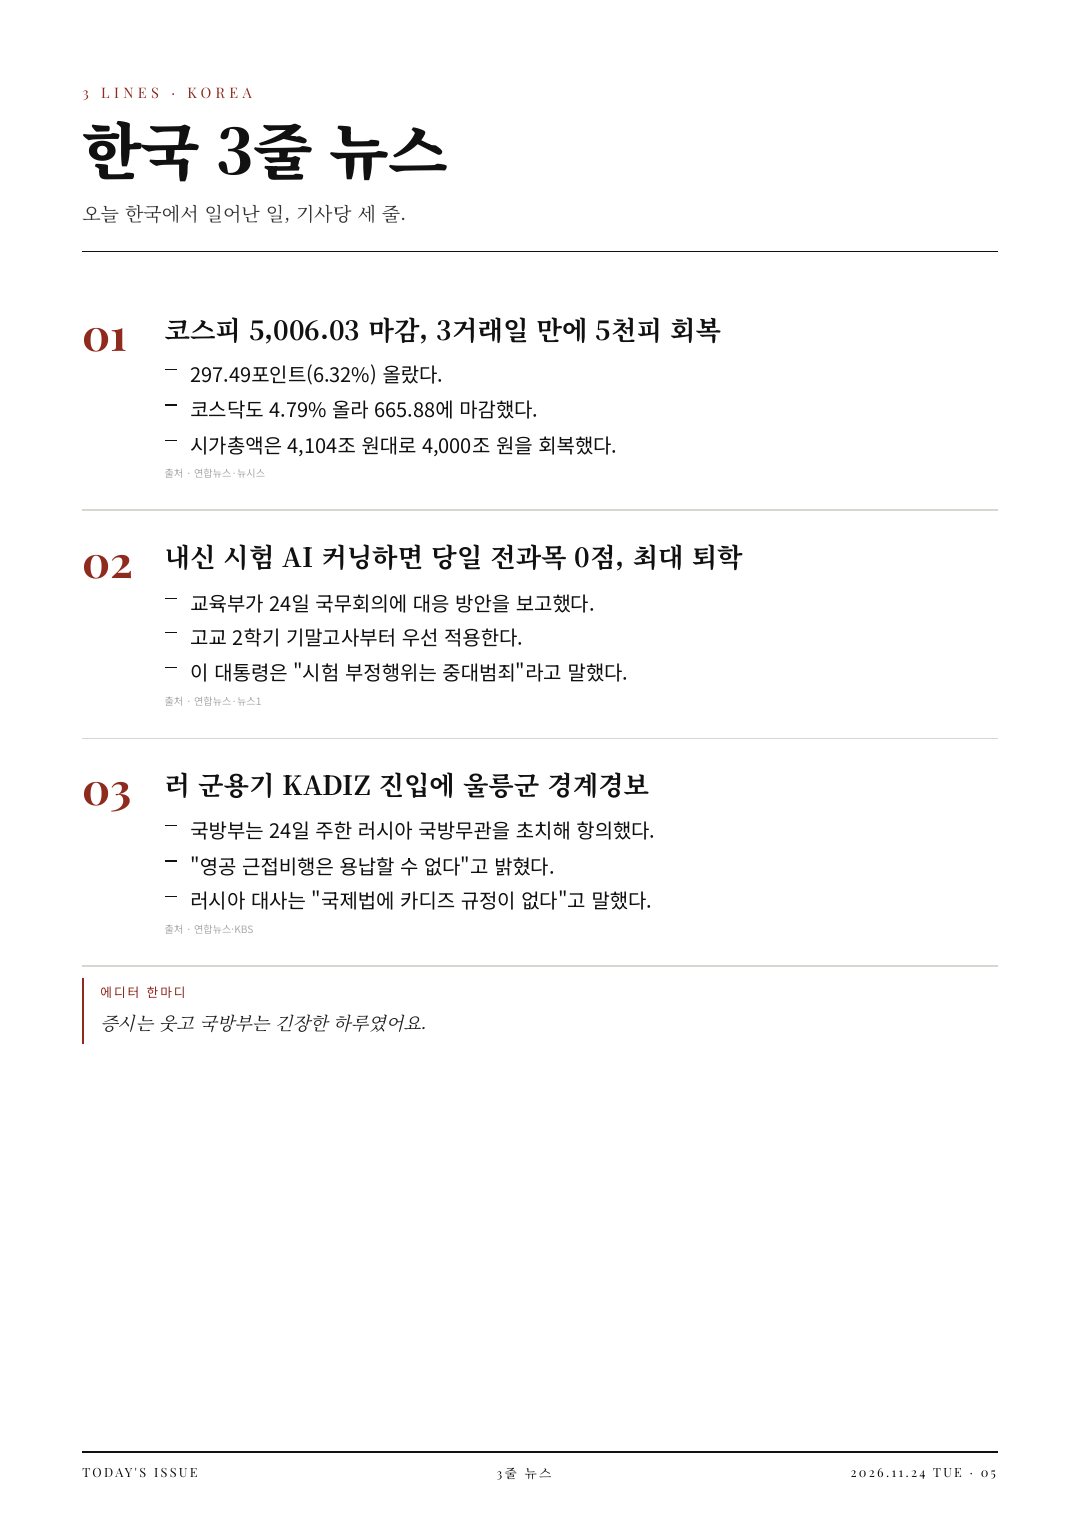 3 LINES · KOREA
한국 3줄 뉴스
오늘 한국에서 일어난 일, 기사당 세 줄.
01
코스피 5,006.03 마감, 3거래일 만에 5천피 회복
— 297.49포인트(6.32%) 올랐다.
— 코스닥도 4.79% 올라 665.88에 마감했다.
— 시가총액은 4,104조 원대로 4,000조 원을 회복했다.
출처 · 연합뉴스·뉴시스
02
내신 시험 AI 커닝하면 당일 전과목 0점, 최대 퇴학
— 교육부가 24일 국무회의에 대응 방안을 보고했다.
— 고교 2학기 기말고사부터 우선 적용한다.
— 이 대통령은 "시험 부정행위는 중대범죄"라고 말했다.
출처 · 연합뉴스·뉴스1
03
러 군용기 KADIZ 진입에 울릉군 경계경보
— 국방부는 24일 주한 러시아 국방무관을 초치해 항의했다.
— "영공 근접비행은 용납할 수 없다"고 밝혔다.
— 러시아 대사는 "국제법에 카디즈 규정이 없다"고 말했다.
출처 · 연합뉴스·KBS
에디터 한마디
증시는 웃고 국방부는 긴장한 하루였어요.
TODAY'S ISSUE
3줄 뉴스
2026.11.24 TUE · 05